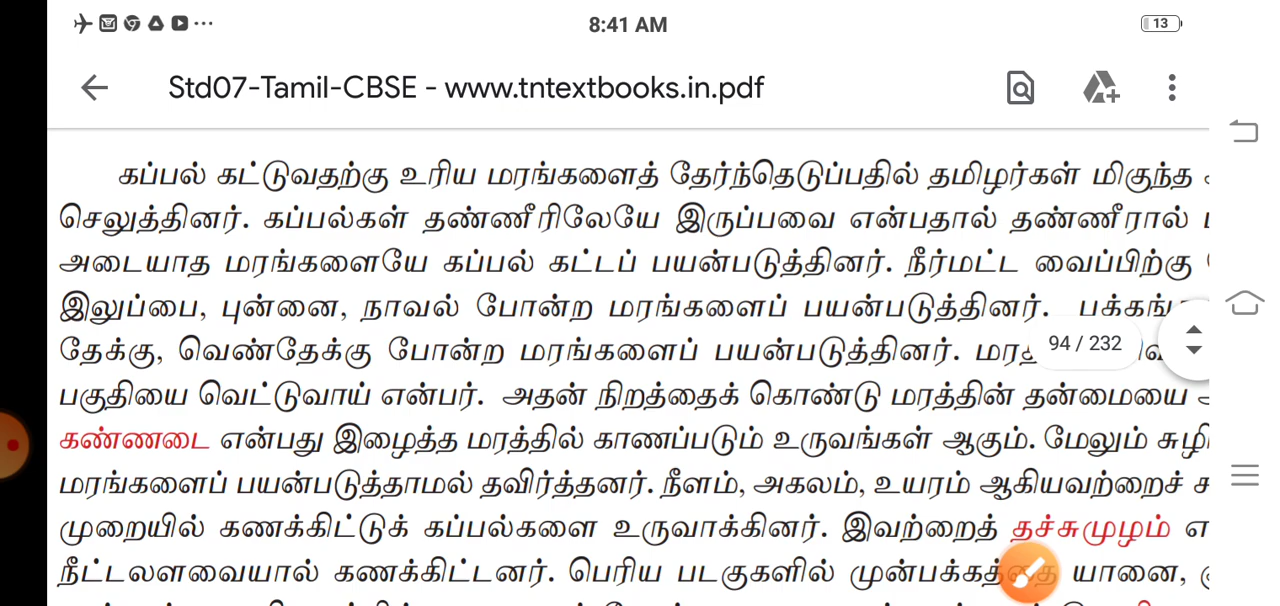 8:41 AM
13
Std07-Tamil-CBSE - www.tntextbooks.in.pdf
கப்பல் கட்டுவதற்கு உரிய மரங்களைத் தேர்ந்தெடுப்பதில் தமிழர்கள் மிகுந்த
செலுத்தினர். கப்பல்கள் தண்ணீரிலேயே இருப்பவை என்பதால் தண்ணீரால்
அடையாத மரங்களையே கப்பல் கட்டப் பயன்படுத்தினர். நீர்மட்ட வைப்பிற்கு
இலுப்பை, புன்னை, நாவல் போன்ற மரங்களைப் பயன்படுத்தினர்.
தேக்கு, வெண்தேக்கு போன்ற மரங்களைப் பயன்படுத்தினர்.
94 / 232
பகுதியை வெட்டுவாய் என்பர். அதன் நிறத்தைக் கொண்டு மரத்தின் தன்மையை
கண்ணடை என்பது இழைத்த மரத்தில் காணப்படும் உருவங்கள் ஆகும். மேலும்
மரங்களைப் பயன்படுத்தாமல் தவிர்த்தனர். நீளம், அகலம், உயரம் ஆகியவற்றைச்
முறையில் கணக்கிட்டுக் கப்பல்களை உருவாக்கினர். இவற்றைத் தச்சுமுழம்
நீட்டலளவையால் கணக்கிட்டனர். பெரிய படகுகளில் முன்பக்கத்தை யானை,